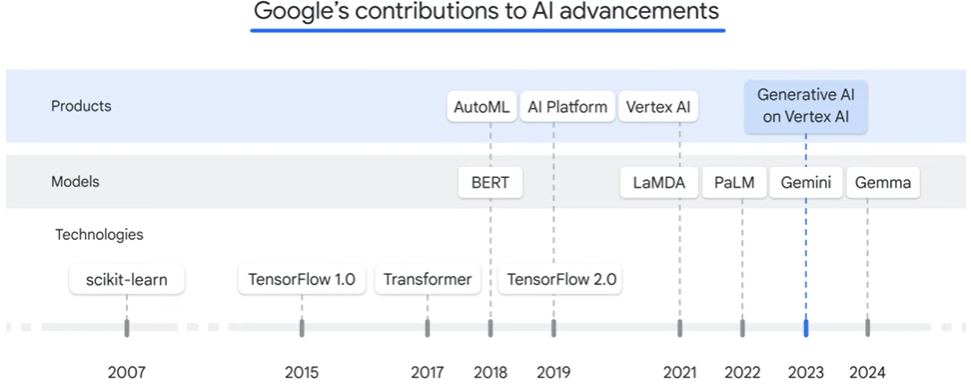 Google's contributions to AI advancements
Products
AutoML
AI Platform
Vertex AI
Generative AI
on Vertex AI
Models
BERT
LaMDA
PaLM
Gemini
Gemma
Technologies
scikit-learn
TensorFlow 1.0
Transformer
TensorFlow 2.0
2007
2015
2017
2018
2019
2021
2022
2023
2024